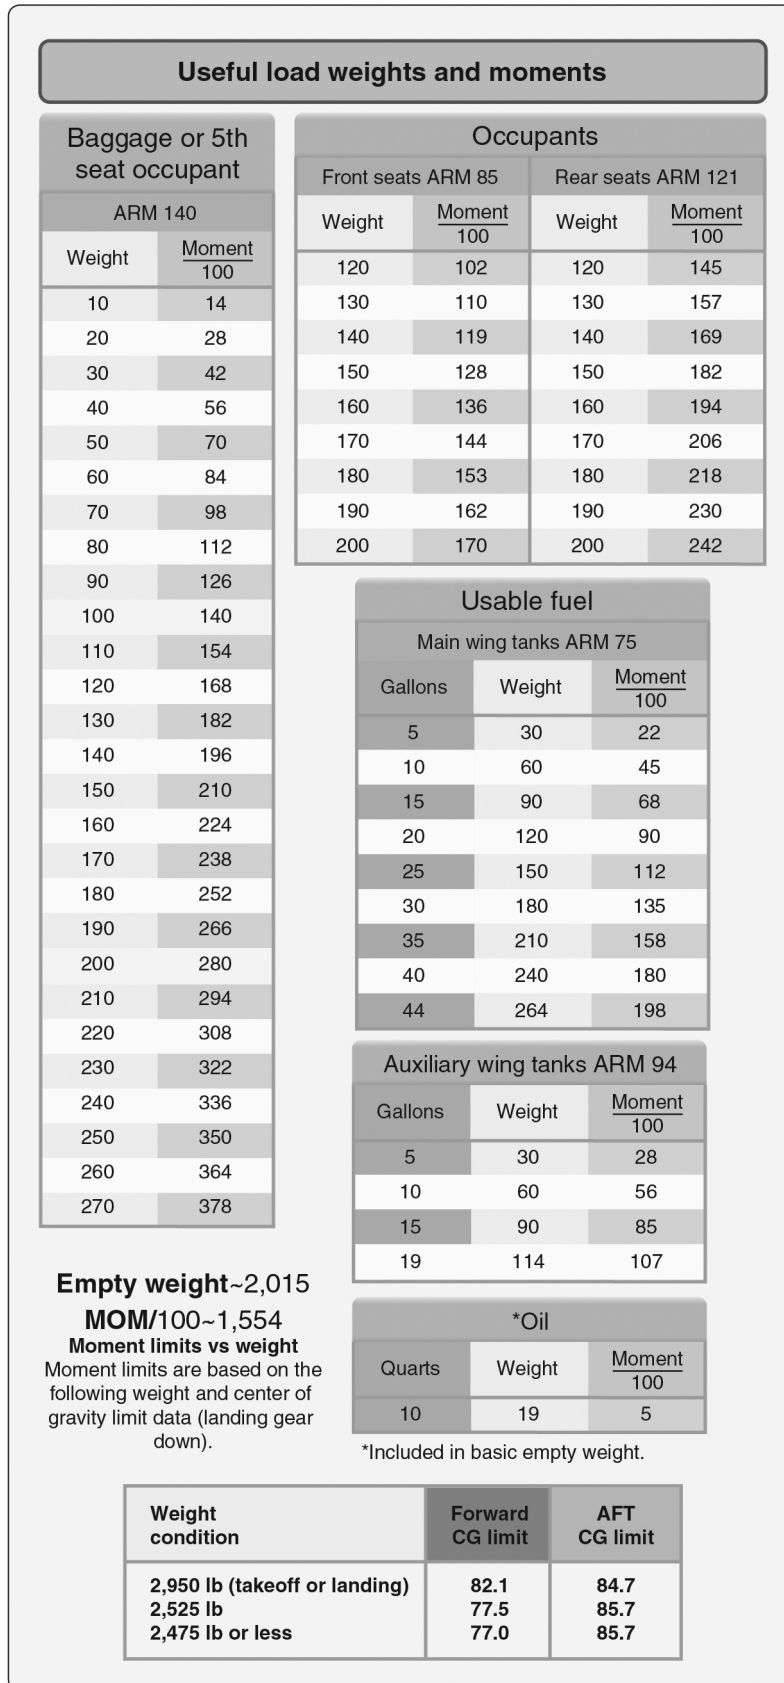 Useful load weights and moments
Baggage or 5th
seat occupant
ARM 140
Weight Moment
100
10 14
20 28
30 42
40 56
50 70
60 84
70 98
80 112
90 126
100 140
110 154
120 168
130 182
140 196
150 210
160 224
170 238
180 252
190 266
200 280
210 294
220 308
230 322
240 336
250 350
260 364
270 378
Occupants
Front seats ARM 85 Rear seats ARM 121
Weight Moment Weight Moment
100 100
120 102 120 145
130 110 130 157
140 119 140 169
150 128 150 182
160 136 160 194
170 144 170 206
180 153 180 218
190 162 190 230
200 170 200 242
Usable fuel
Main wing tanks ARM 75
Gallons Weight Moment
100
5 30 22
10 60 45
15 90 68
20 120 90
25 150 112
30 180 135
35 210 158
40 240 180
44 264 198
Auxiliary wing tanks ARM 94
Gallons Weight Moment
100
5 30 28
10 60 56
15 90 85
19 114 107
*Oil
Quarts Weight Moment
100
10 19 5
*Included in basic empty weight.
Empty weight~2,015
MOM/100~1,554
Moment limits vs weight
Moment limits are based on the
following weight and center of
gravity limit data (landing gear
down).
Weight Forward AFT
condition CG limit CG limit
2,950 lb (takeoff or landing) 82.1 84.7
2,525 lb 77.5 85.7
2,475 lb or less 77.0 85.7